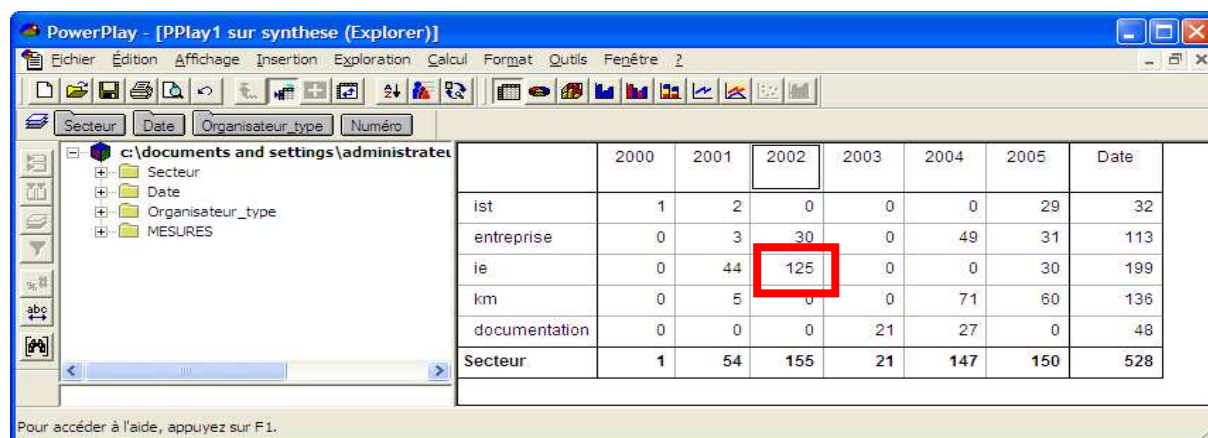 PowerPlay - [PPlay1 sur synthese (Explorer)]
Fichier Édition Affichage Insertion Exploration Calcul Format Outils Fenêtre ?
Secteur Date Organisateur_type Numéro
c:\documents and settings\administrateu
Secteur
Date
Organisateur_type
MESURES
2000 2001 2002 2003 2004 2005 Date
ist 1 2 0 0 0 29 32
entreprise 0 3 30 0 49 31 113
ie 0 44 125 0 0 30 199
km 0 5 0 0 71 60 136
documentation 0 0 0 21 27 0 48
Secteur 1 54 155 21 147 150 528
Pour accéder à l'aide, appuyez sur F1.